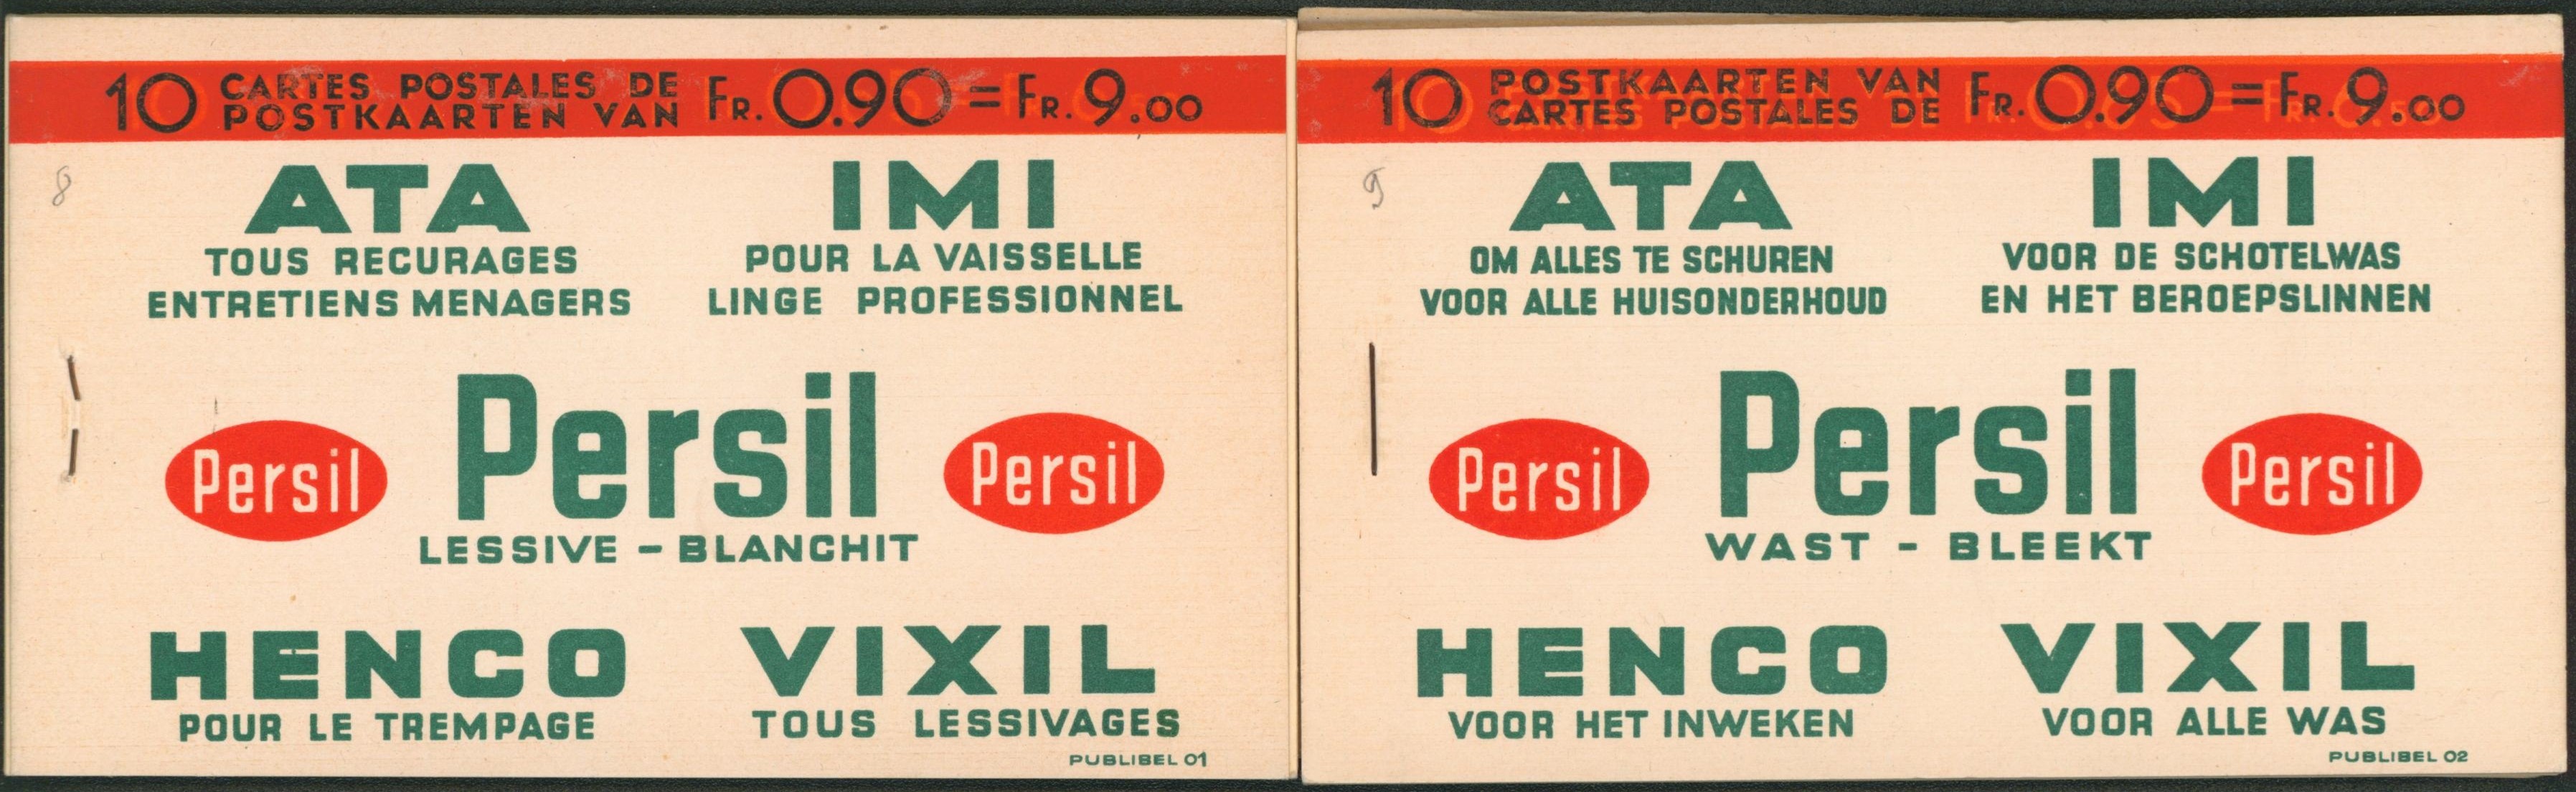 10 CARTES POSTALES DE
POSTKAARTEN VAN
FR. 0.90 = FR. 9.00
8
ATA
TOUS RECURAGES
ENTRETIENS MENAGERS
IMI
POUR LA VAISSELLE
LINGE PROFESSIONNEL
Persil
Persil
Persil
LESSIVE - BLANCHIT
HENCO
POUR LE TREMPAGE
VIXIL
TOUS LESSIVAGES
PUBLIBEL 01
10 POSTKAARTEN VAN
CARTES POSTALES DE
FR. 0.90 = FR. 9.00
9
ATA
OM ALLES TE SCHUREN
VOOR ALLE HUISONDERHOUD
IMI
VOOR DE SCHOTELWAS
EN HET BEROEPSLINNEN
Persil
Persil
Persil
WAST - BLEEKT
HENCO
VOOR HET INWEKEN
VIXIL
VOOR ALLE WAS
PUBLIBEL 02